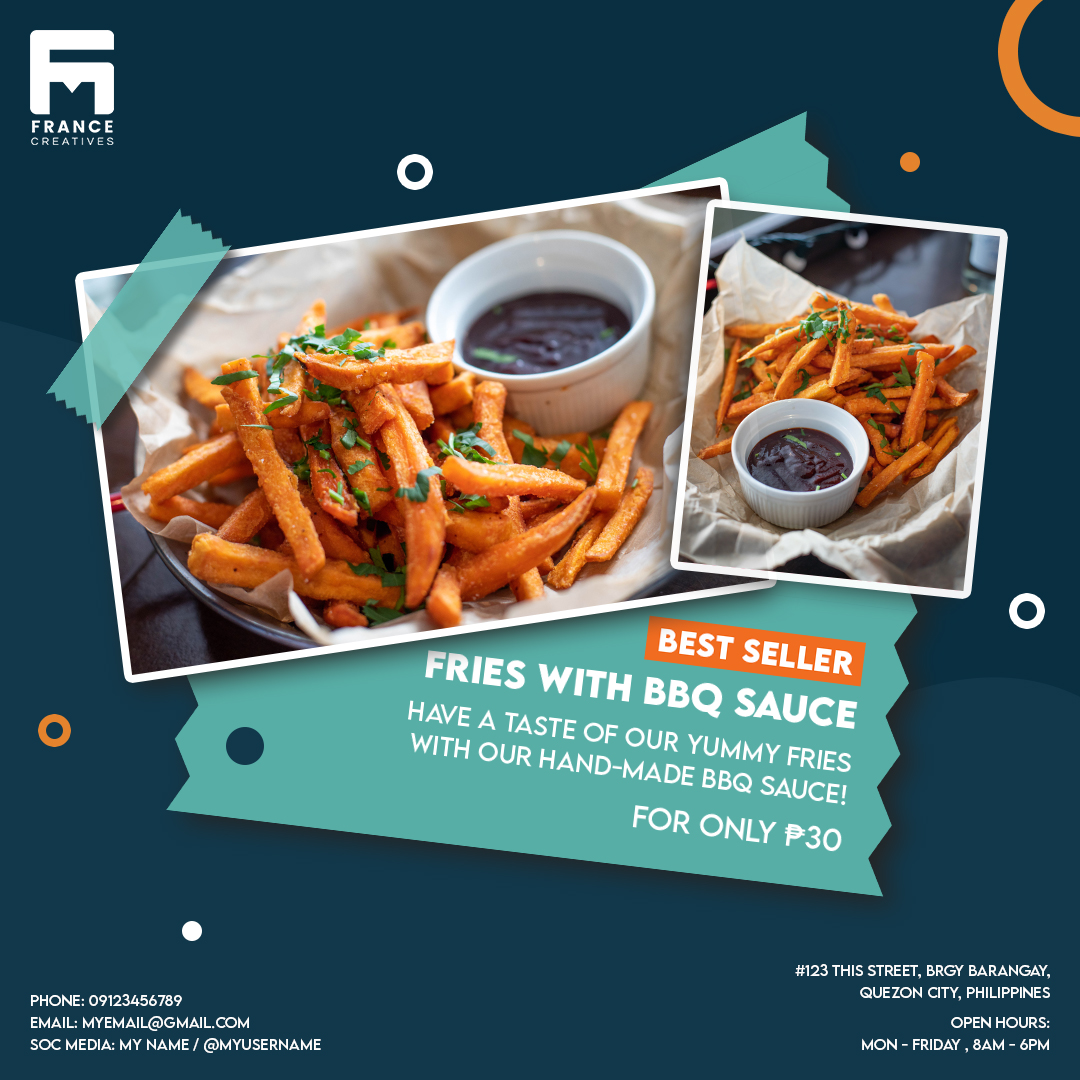 FRANCE
CREATIVES
BEST SELLER
FRIES WITH BBQ SAUCE
HAVE A TASTE OF OUR YUMMY FRIES
WITH OUR HAND-MADE BBQ SAUCE!
FOR ONLY ₱30
PHONE: 09123456789
EMAIL: MYEMAIL@GMAIL.COM
SOC MEDIA: MY NAME / @MYUSERNAME
#123 THIS STREET, BRGY BARANGAY,
QUEZON CITY, PHILIPPINES
OPEN HOURS:
MON - FRIDAY , 8AM - 6PM